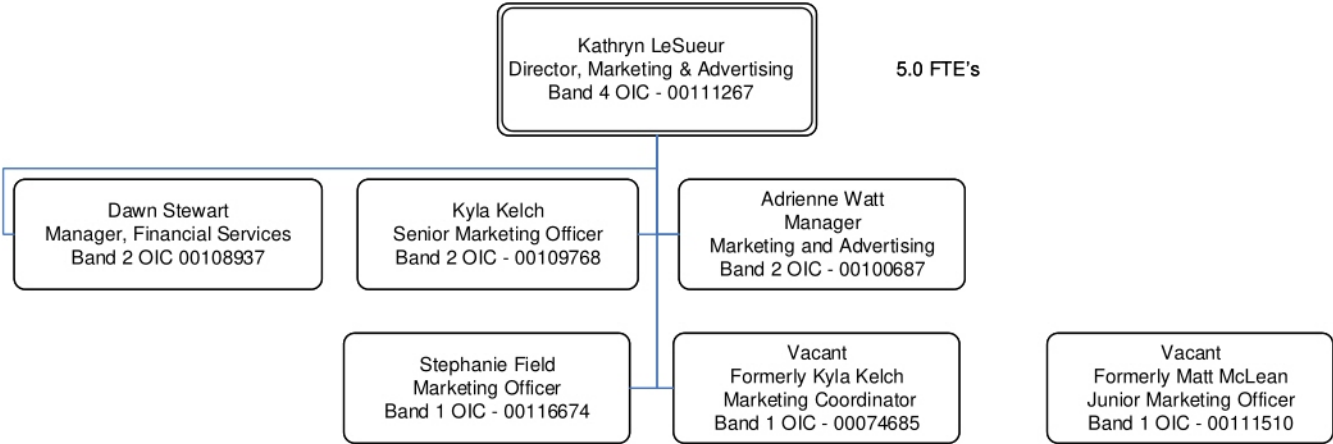 Kathryn LeSueur
Director, Marketing & Advertising
Band 4 OIC - 00111267
5.0 FTE's
Dawn Stewart
Manager, Financial Services
Band 2 OIC 00108937
Kyla Kelch
Senior Marketing Officer
Band 2 OIC - 00109768
Adrienne Watt
Manager
Marketing and Advertising
Band 2 OIC - 00100687
Stephanie Field
Marketing Officer
Band 1 OIC - 00116674
Vacant
Formerly Kyla Kelch
Marketing Coordinator
Band 1 OIC - 00074685
Vacant
Formerly Matt McLean
Junior Marketing Officer
Band 1 OIC - 00111510